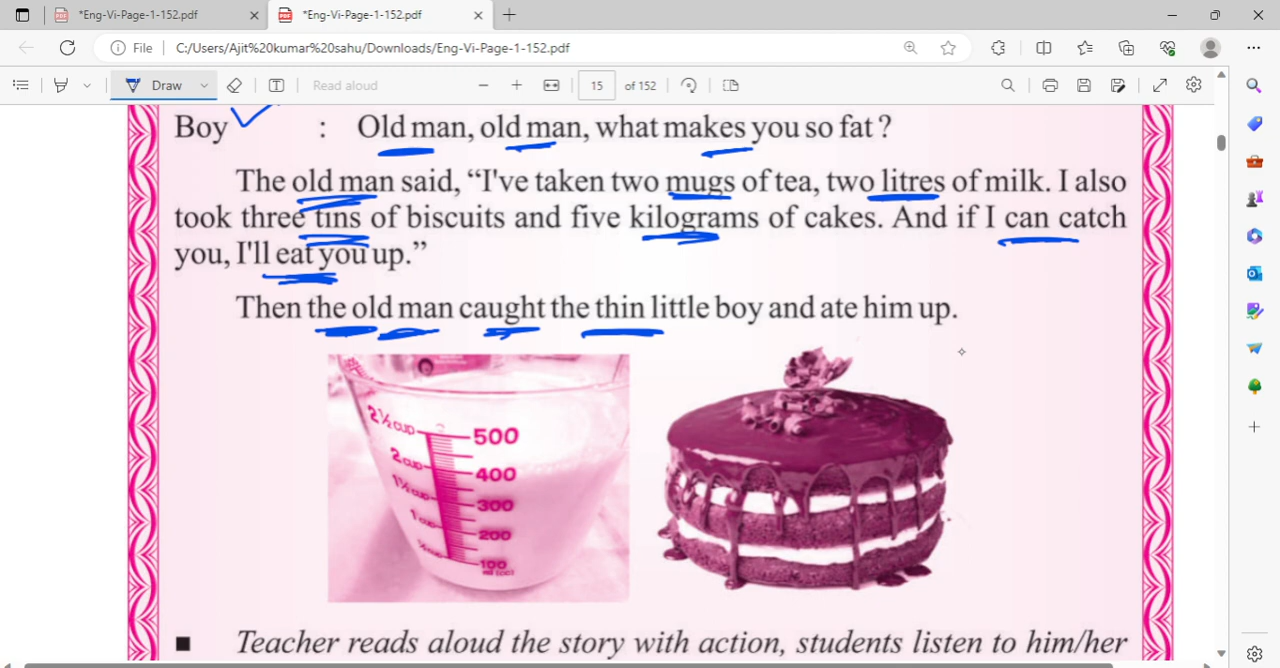 *Eng-Vi-Page-1-152.pdf
*Eng-Vi-Page-1-152.pdf
File C:/Users/Ajit%20kumar%20sahu/Downloads/Eng-Vi-Page-1-152.pdf
Draw Read aloud 15 of 152
Boy : Old man, old man, what makes you so fat ?
The old man said, “I've taken two mugs of tea, two litres of milk. I also
took three tins of biscuits and five kilograms of cakes. And if I can catch
you, I'll eat you up.”
Then the old man caught the thin little boy and ate him up.
2½ cup 500
2 cup 400
1½ cup 300
1 cup 200
100
■ Teacher reads aloud the story with action, students listen to him/her